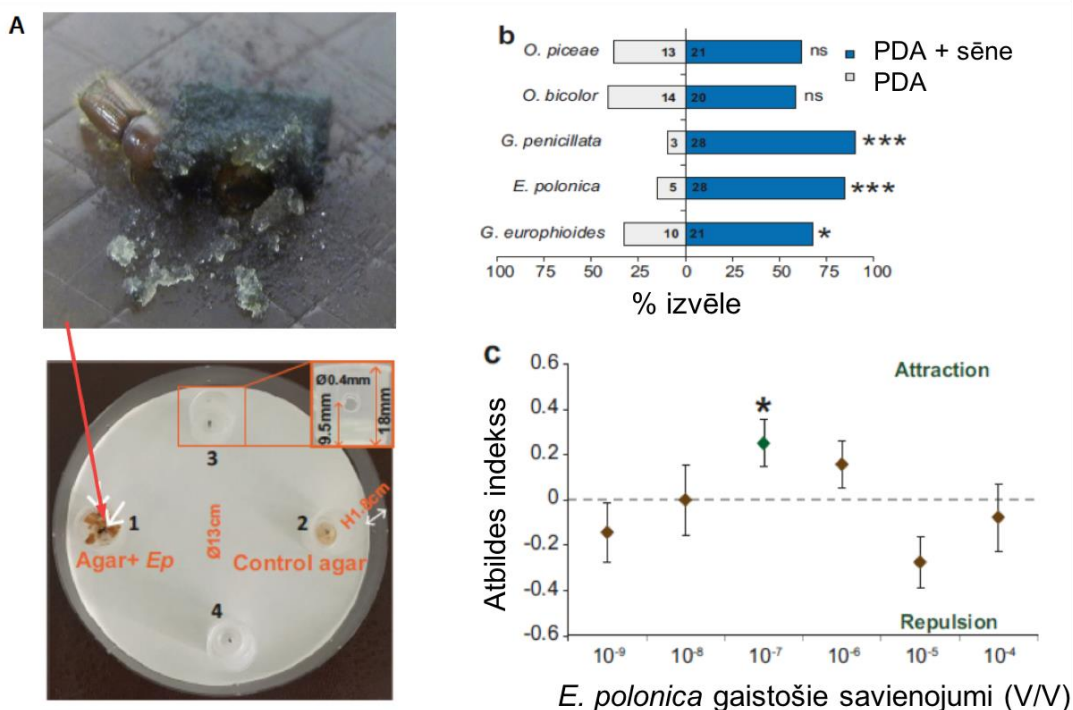 A
Ø0.4mm
9.5mm
18mm
3
1
2
H1.8cm
Ø13cm
Agar+ Ep
Control agar
4
b
O. piceae 13 21 ns
O. bicolor 14 20 ns
G. penicillata 3 28 ***
E. polonica 5 28 ***
G. europhioides 10 21 *
PDA + sēne
PDA
100 75 50 25 0 25 50 75 100
% izvēle
c
Atbildes indekss
0.6
0.4
0.2
0
-0.2
-0.4
-0.6
Attraction
*
Repulsion
10⁻⁹ 10⁻⁸ 10⁻⁷ 10⁻⁶ 10⁻⁵ 10⁻⁴
E. polonica gaistošie savienojumi (V/V)